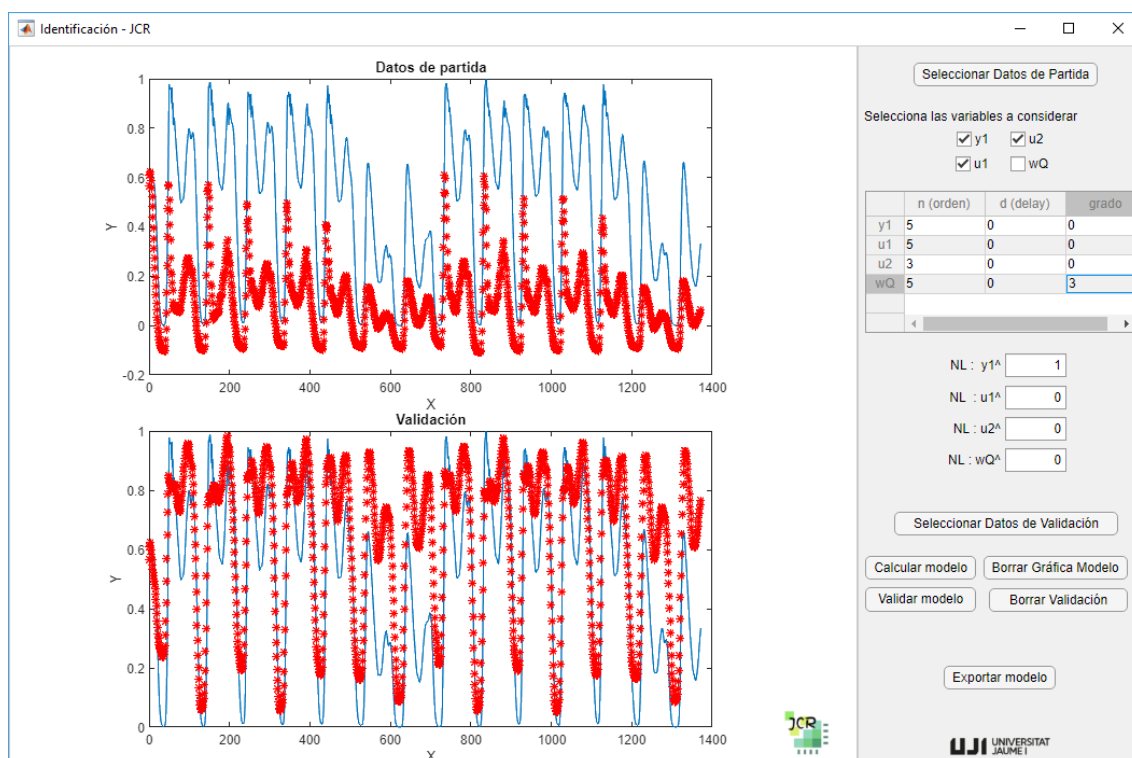 Identificación - JCR
Datos de partida
Y
1
0.8
0.6
0.4
0.2
0
-0.2
0 200 400 600 800 1000 1200 1400
X
Validación
Y
1
0.8
0.6
0.4
0.2
0
0 200 400 600 800 1000 1200 1400
X
JCR
Seleccionar Datos de Partida
Selecciona las variables a considerar
y1 u2
u1 wQ
n (orden) d (delay) grado
y1 5 0 0
u1 5 0 0
u2 3 0 0
wQ 5 0 3
NL : y1^ 1
NL : u1^ 0
NL : u2^ 0
NL : wQ^ 0
Seleccionar Datos de Validación
Calcular modelo Borrar Gráfica Modelo
Validar modelo Borrar Validación
Exportar modelo
UJI UNIVERSITAT
JAUME I